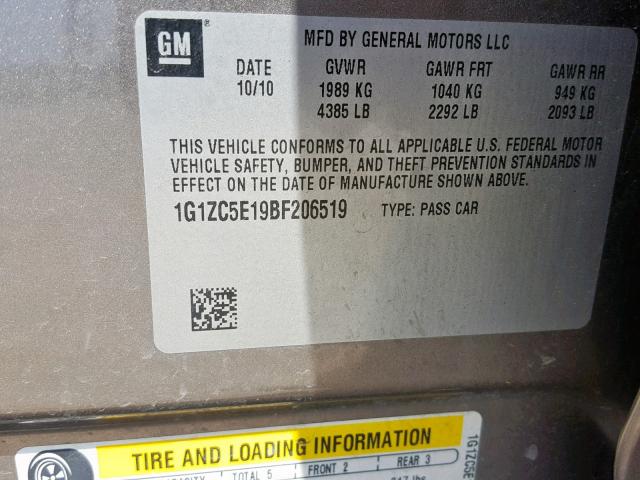 GM
MFD BY GENERAL MOTORS LLC
DATE GVWR GAWR FRT GAWR RR
10/10 1989 KG 1040 KG 949 KG
4385 LB 2292 LB 2093 LB
THIS VEHICLE CONFORMS TO ALL APPLICABLE U.S. FEDERAL MOTOR
VEHICLE SAFETY, BUMPER, AND THEFT PREVENTION STANDARDS IN
EFFECT ON THE DATE OF MANUFACTURE SHOWN ABOVE.
1G1ZC5E19BF206519 TYPE: PASS CAR
TIRE AND LOADING INFORMATION
TOTAL 5 FRONT 2 REAR 3
1G1ZC5E